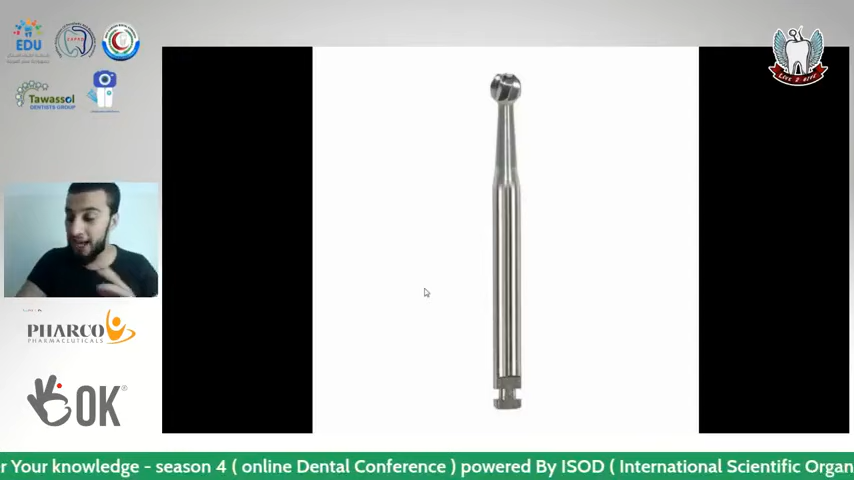 EDU
Tawassol
DENTISTS GROUP
PHARCO
PHARMACEUTICALS
OK®
r Your knowledge - season 4 ( online Dental Conference ) powered By ISOD ( International Scientific Organ